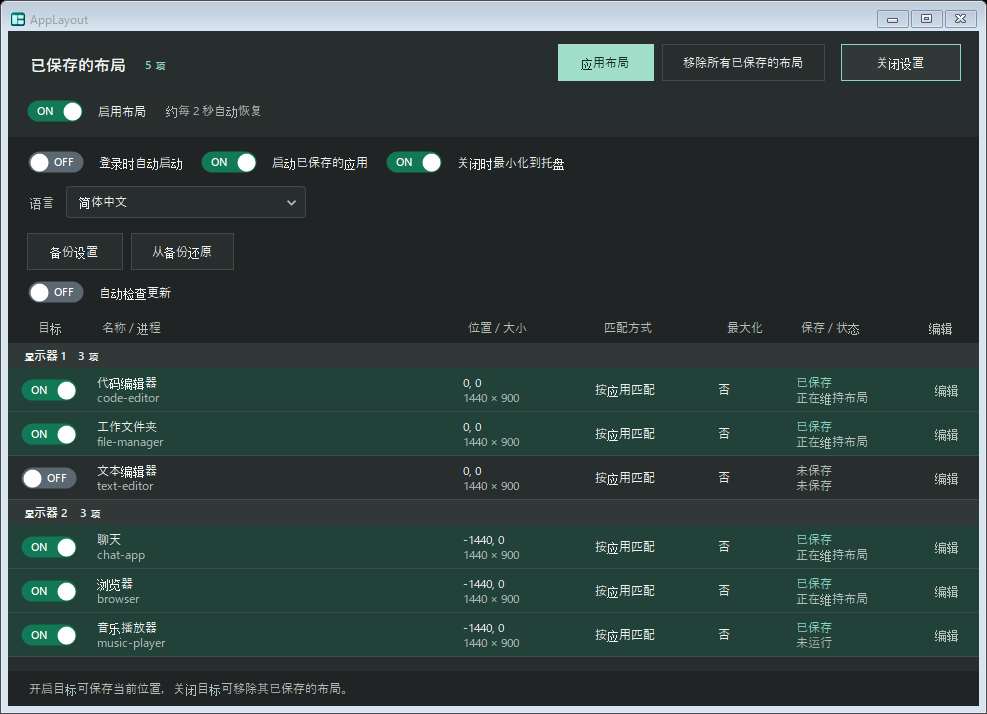 AppLayout
已保存的布局 5 项
应用布局 移除所有已保存的布局 关闭设置
ON 启用布局 约每 2 秒自动恢复
OFF 登录时自动启动 ON 启动已保存的应用 ON 关闭时最小化到托盘
语言 简体中文
备份设置 从备份还原
OFF 自动检查更新
目标 名称 / 进程 位置 / 大小 匹配方式 最大化 保存 / 状态 编辑
显示器 1 3 项
ON 代码编辑器 0, 0 按应用匹配 否 已保存 编辑
code-editor 1440 × 900 正在维持布局
ON 工作文件夹 0, 0 按应用匹配 否 已保存 编辑
file-manager 1440 × 900 正在维持布局
OFF 文本编辑器 0, 0 按应用匹配 否 未保存 编辑
text-editor 1440 × 900 未保存
显示器 2 3 项
ON 聊天 -1440, 0 按应用匹配 否 已保存 编辑
chat-app 1440 × 900 正在维持布局
ON 浏览器 -1440, 0 按应用匹配 否 已保存 编辑
browser 1440 × 900 正在维持布局
ON 音乐播放器 -1440, 0 按应用匹配 否 已保存 编辑
music-player 1440 × 900 未运行
开启目标可保存当前位置，关闭目标可移除其已保存的布局。